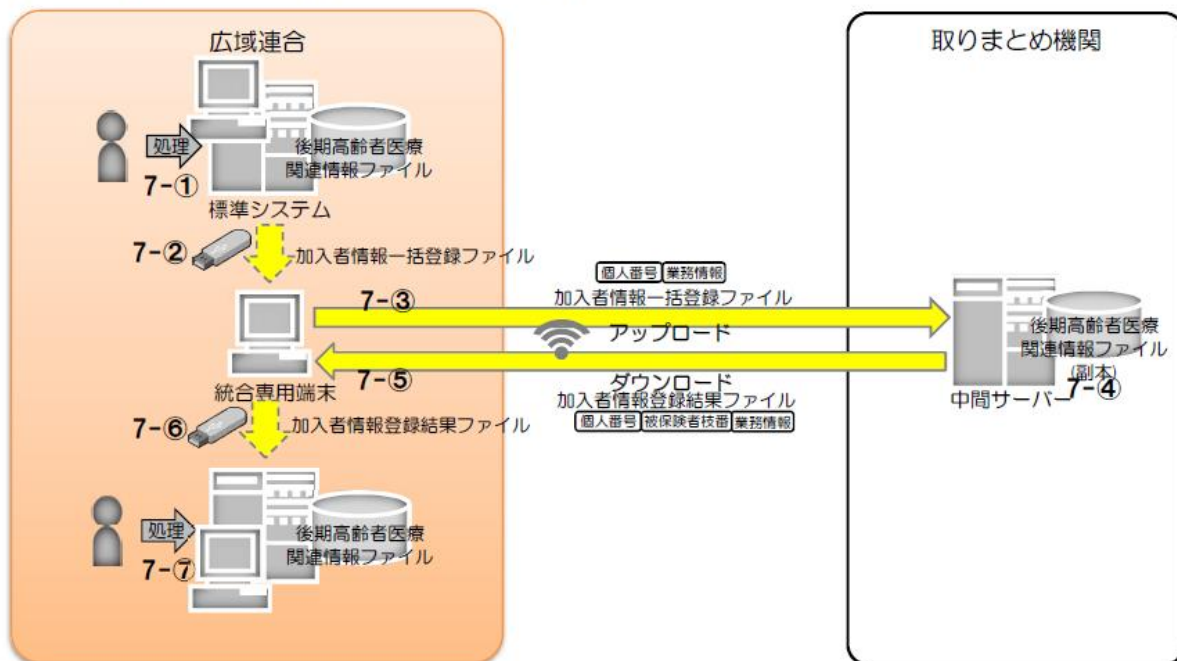 広域連合
取りまとめ機関
処理
7-①
後期高齢者医療
関連情報ファイル
標準システム
7-②
加入者情報一括登録ファイル
7-③
個人番号 業務情報
加入者情報一括登録ファイル
アップロード
後期高齢者医療
関連情報ファイル
(副本)
7-④
中間サーバー
統合専用端末
7-⑤
ダウンロード
加入者情報登録結果ファイル
個人番号 被保険者枝番 業務情報
7-⑥
加入者情報登録結果ファイル
処理
7-⑦
後期高齢者医療
関連情報ファイル